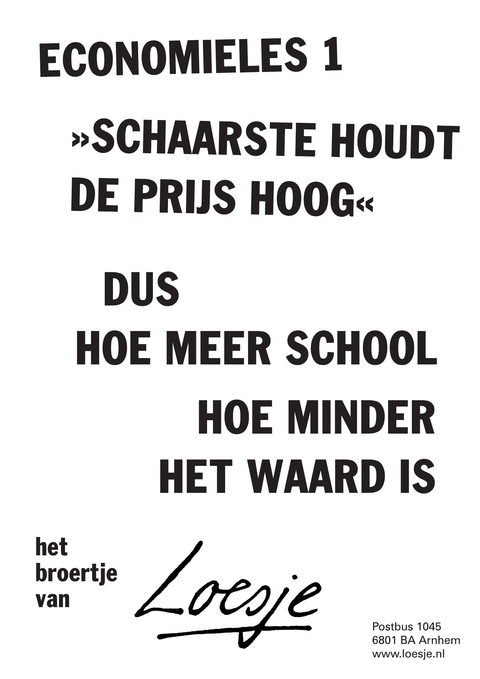 ECONOMIELES 1
»SCHAARSTE HOUDT
DE PRIJS HOOG«
DUS
HOE MEER SCHOOL
HOE MINDER
HET WAARD IS
het
broertje
van
Loesje
Postbus 1045
6801 BA Arnhem
www.loesje.nl